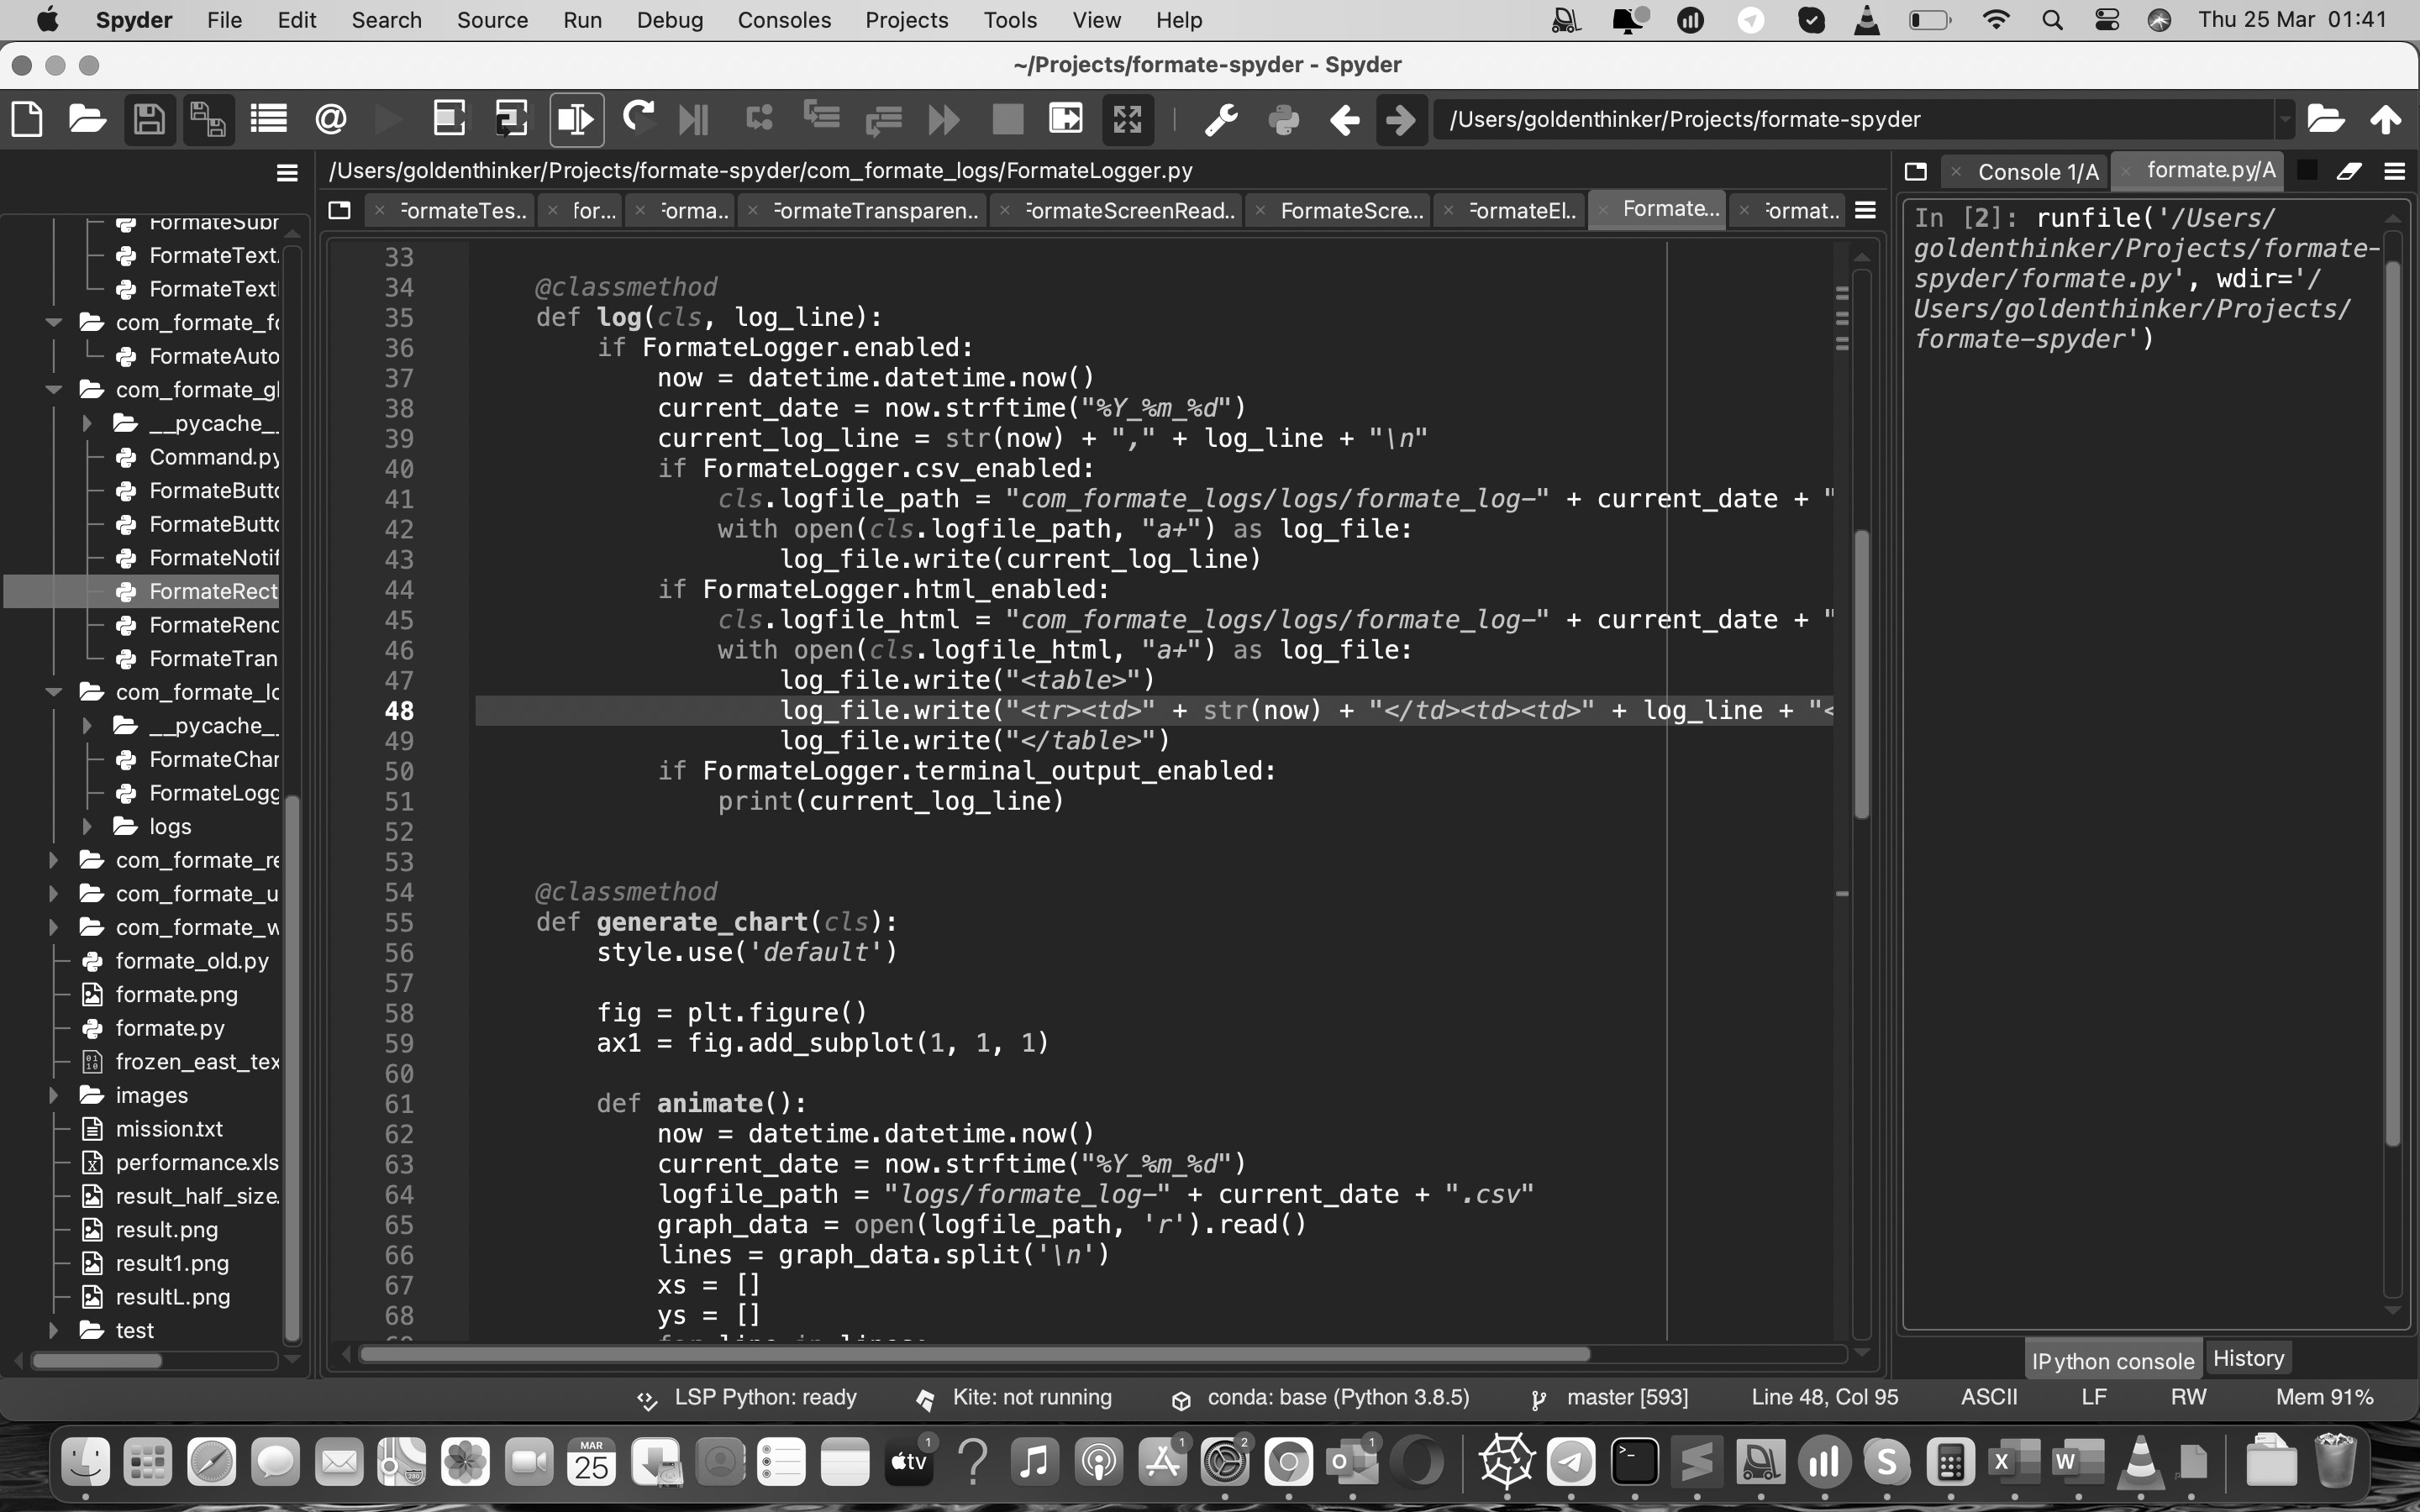 Spyder File Edit Search Source Run Debug Consoles Projects Tools View Help Thu 25 Mar 01:41
~/Projects/formate-spyder - Spyder
/Users/goldenthinker/Projects/formate-spyder
/Users/goldenthinker/Projects/formate-spyder/com_formate_logs/FormateLogger.py
Console 1/A formate.py/A
FormateTes.. for... Forma.. FormateTransparen.. FormateScreenRead.. FormateScre... FormateEl.. Formate... Format..
FormateSubr
FormateText.
FormateTextl
com_formate_fo
FormateAuto
com_formate_gl
__pycache__
Command.py
FormateButto
FormateButto
FormateNotif
FormateRect
FormateRend
FormateTran
com_formate_lo
__pycache__
FormateChar
FormateLogg
logs
com_formate_re
com_formate_u
com_formate_w
formate_old.py
formate.png
formate.py
frozen_east_tex
images
mission.txt
performance.xls
result_half_size.
result.png
result1.png
resultL.png
test
33
34 @classmethod
35 def log(cls, log_line):
36 if FormateLogger.enabled:
37 now = datetime.datetime.now()
38 current_date = now.strftime("%Y_%m_%d")
39 current_log_line = str(now) + "," + log_line + "\n"
40 if FormateLogger.csv_enabled:
41 cls.logfile_path = "com_formate_logs/logs/formate_log-" + current_date + "
42 with open(cls.logfile_path, "a+") as log_file:
43 log_file.write(current_log_line)
44 if FormateLogger.html_enabled:
45 cls.logfile_html = "com_formate_logs/logs/formate_log-" + current_date + "
46 with open(cls.logfile_html, "a+") as log_file:
47 log_file.write("<table>")
48 log_file.write("<tr><td>" + str(now) + "</td><td><td>" + log_line + "<
49 log_file.write("</table>")
50 if FormateLogger.terminal_output_enabled:
51 print(current_log_line)
52
53
54 @classmethod
55 def generate_chart(cls):
56 style.use('default')
57
58 fig = plt.figure()
59 ax1 = fig.add_subplot(1, 1, 1)
60
61 def animate():
62 now = datetime.datetime.now()
63 current_date = now.strftime("%Y_%m_%d")
64 logfile_path = "logs/formate_log-" + current_date + ".csv"
65 graph_data = open(logfile_path, 'r').read()
66 lines = graph_data.split('\n')
67 xs = []
68 ys = []
In [2]: runfile('/Users/
goldenthinker/Projects/formate-
spyder/formate.py', wdir='/
Users/goldenthinker/Projects/
formate-spyder')
IPython console History
LSP Python: ready Kite: not running conda: base (Python 3.8.5) master [593] Line 48, Col 95 ASCII LF RW Mem 91%
MAR
25
280
tv
1
1
2
1